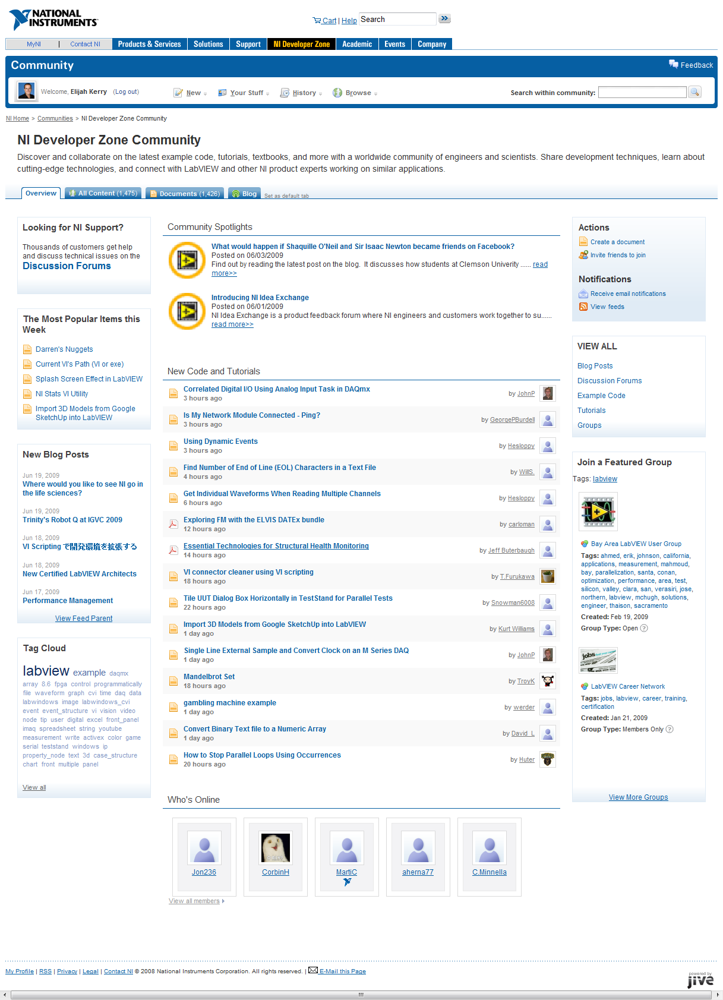 NATIONAL
INSTRUMENTS
Cart | Help Search
MyNI | Contact NI Products & Services Solutions Support NI Developer Zone Academic Events Company
Community
Feedback
Welcome, Elijah Kerry (Log out) New Your Stuff History Browse Search within community:
NI Home > Communities > NI Developer Zone Community
NI Developer Zone Community
Discover and collaborate on the latest example code, tutorials, textbooks, and more with a worldwide community of engineers and scientists. Share development techniques, learn about
cutting-edge technologies, and connect with LabVIEW and other NI product experts working on similar applications.
Overview All Content (1,475) Documents (1,426) Blog Set as default tab
Looking for NI Support?
Thousands of customers get help
and discuss technical issues on the
Discussion Forums
The Most Popular Items this
Week
Darren's Nuggets
Current VI's Path (VI or exe)
Splash Screen Effect in LabVIEW
NI Stats VI Utility
Import 3D Models from Google
SketchUp into LabVIEW
New Blog Posts
Jun 19, 2009
Where would you like to see NI go in
the life sciences?
Jun 19, 2009
Trinity's Robot Q at IGVC 2009
Jun 18, 2009
VI Scripting で開発環境を拡張する
Jun 18, 2009
New Certified LabVIEW Architects
Jun 17, 2009
Performance Management
View Feed Parent
Tag Cloud
labview example daqmx
array 8.6 fpga control programmatically
file waveform graph cvi time daq data
labwindows image labwindows_cvi
event event_structure vi vision video
node tip user digital excel front_panel
imaq spreadsheet string youtube
measurement write activex color game
serial teststand windows ip
property_node text 3d case_structure
chart front multiple panel
View all
Community Spotlights
What would happen if Shaquille O'Neil and Sir Isaac Newton became friends on Facebook?
Posted on 06/03/2009
Find out by reading the latest post on the blog. It discusses how students at Clemson Univerity ...... read
more>>
Introducing NI Idea Exchange
Posted on 06/01/2009
NI Idea Exchange is a product feedback forum where NI engineers and customers work together to su......
read more>>
New Code and Tutorials
Correlated Digital I/O Using Analog Input Task in DAQmx
3 hours ago
by JohnP
Is My Network Module Connected - Ping?
3 hours ago
by GeorgePBurdell
Using Dynamic Events
3 hours ago
by Hesloppy
Find Number of End of Line (EOL) Characters in a Text File
4 hours ago
by WillS.
Get Individual Waveforms When Reading Multiple Channels
6 hours ago
by Hesloppy
Exploring FM with the ELVIS DATEx bundle
12 hours ago
by carloman
Essential Technologies for Structural Health Monitoring
14 hours ago
by Jeff Buterbaugh
VI connector cleaner using VI scripting
18 hours ago
by T.Furukawa
Tile UUT Dialog Box Horizontally in TestStand for Parallel Tests
22 hours ago
by Snowman6008
Import 3D Models from Google SketchUp into LabVIEW
1 day ago
by Kurt Williams
Single Line External Sample and Convert Clock on an M Series DAQ
1 day ago
by JohnP
Mandelbrot Set
18 hours ago
by TroyK
gambling machine example
1 day ago
by werder
Convert Binary Text file to a Numeric Array
1 day ago
by David_L
How to Stop Parallel Loops Using Occurrences
20 hours ago
by Huter
Who's Online
Jon236 CorbinH MartiC aherna77 C.Minnella
View all members
Actions
Create a document
Invite friends to join
Notifications
Receive email notifications
View feeds
VIEW ALL
Blog Posts
Discussion Forums
Example Code
Tutorials
Groups
Join a Featured Group
Tags: labview
Bay Area LabVIEW User Group
Tags: ahmed, erik, johnson, california,
applications, measurement, mahmoud,
bay, parallelization, santa, conan,
optimization, performance, area, test,
silicon, valley, clara, san, verasiri, jose,
northern, labview, mchugh, solutions,
engineer, thaison, sacramento
Created: Feb 19, 2009
Group Type: Open ?
jobs
LabVIEW Career Network
Tags: jobs, labview, career, training,
certification
Created: Jan 21, 2009
Group Type: Members Only ?
View More Groups
My Profile | RSS | Privacy | Legal | Contact NI © 2008 National Instruments Corporation. All rights reserved. | E-Mail this Page
powered by
jive